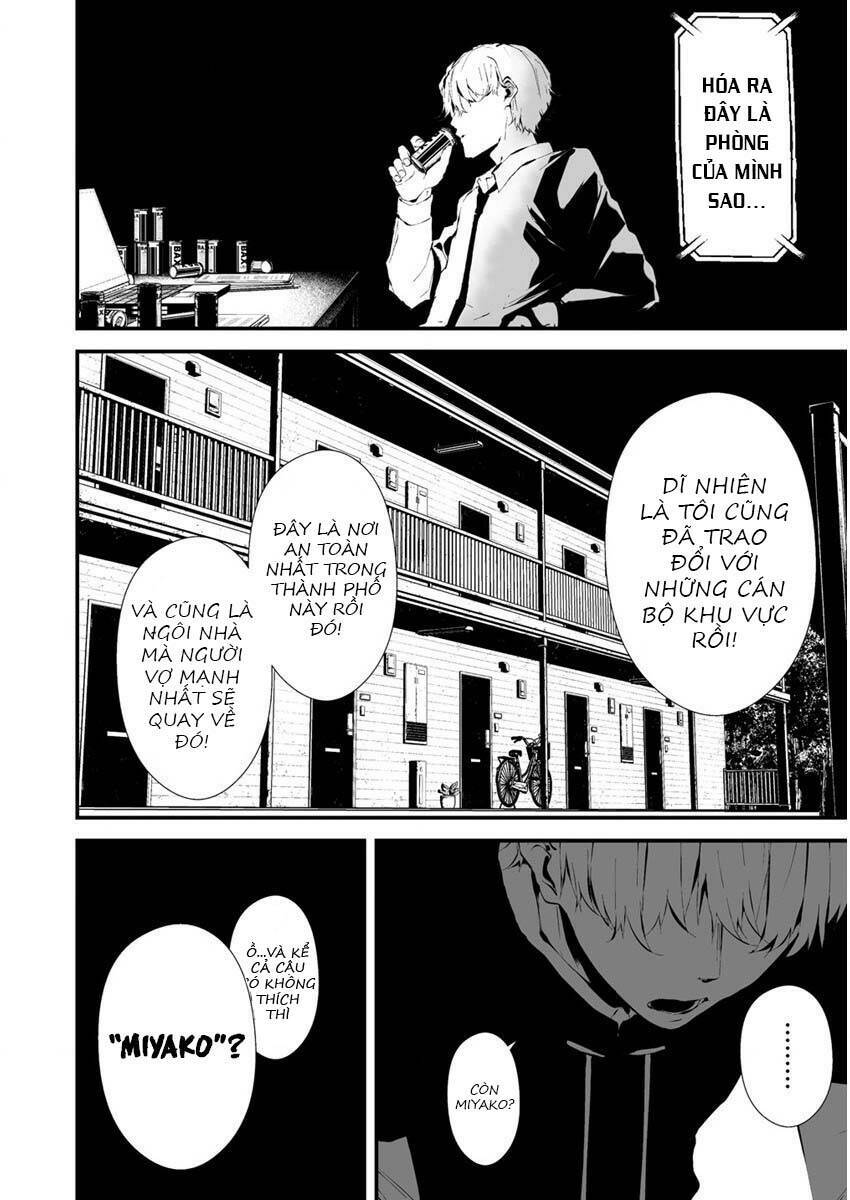 HÓA RA
ĐÂY LÀ
PHÒNG
CỦA MÌNH
SAO...
DĨ NHIÊN
LÀ TÔI CŨNG
ĐÃ TRAO
ĐỔI VỚI
NHỮNG CÁN
BỘ KHU VỰC
RỒI!
ĐÂY LÀ NƠI
AN TOÀN
NHẤT TRONG
THÀNH PHỐ
NÀY RỒI
ĐÓ!
VÀ CŨNG LÀ
NGÔI NHÀ
MÀ NGƯỜI
VỢ MẠNH
NHẤT SẼ
QUAY VỀ
ĐÓ!
.........
CÒN
MIYAKO?
Ồ...VÀ KỂ
CẢ CẬU
CÓ KHÔNG
THÍCH
THÌ
"MIYAKO"?